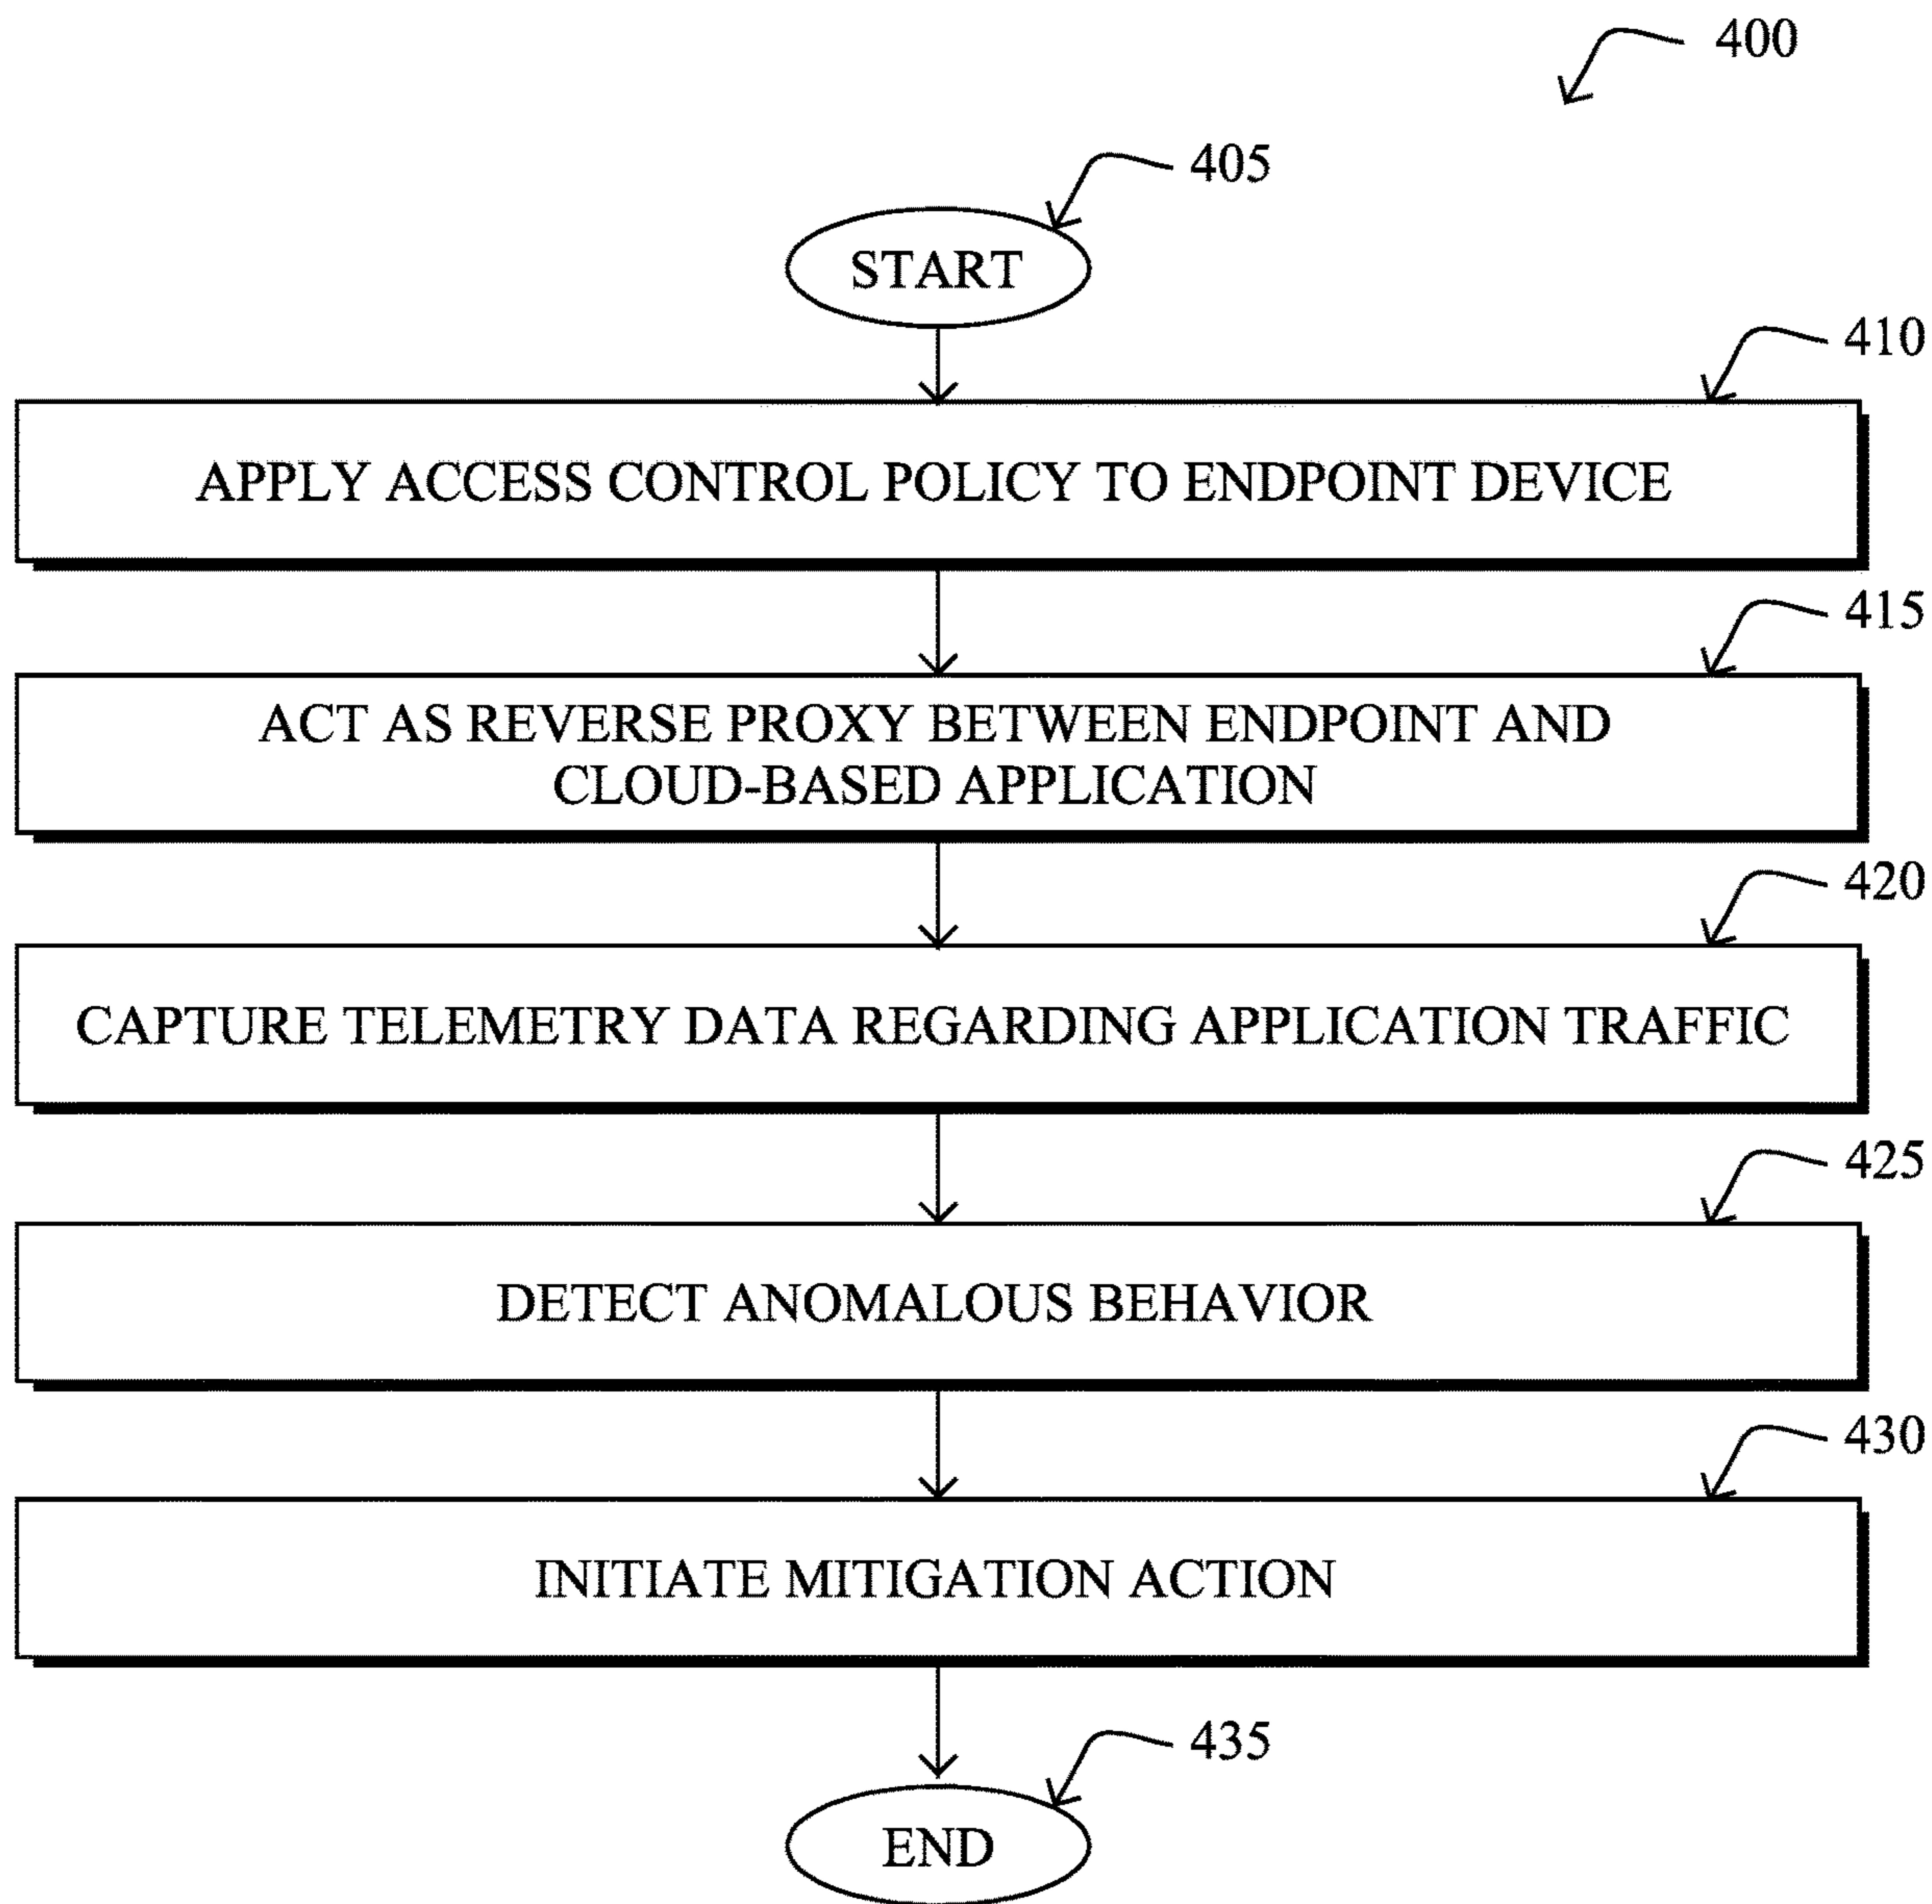 400
405
START
410
APPLY ACCESS CONTROL POLICY TO ENDPOINT DEVICE
415
ACT AS REVERSE PROXY BETWEEN ENDPOINT AND
CLOUD-BASED APPLICATION
420
CAPTURE TELEMETRY DATA REGARDING APPLICATION TRAFFIC
425
DETECT ANOMALOUS BEHAVIOR
430
INITIATE MITIGATION ACTION
435
END